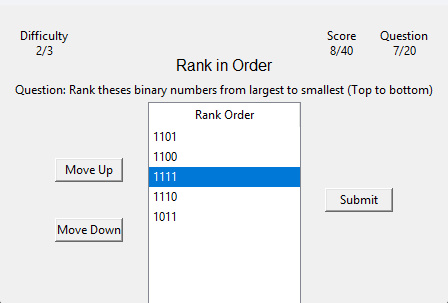 Difficulty
2/3
Score
8/40
Question
7/20
Rank in Order
Question: Rank theses binary numbers from largest to smallest (Top to bottom)
Rank Order
1101
1100
1111
1110
1011
Move Up
Move Down
Submit